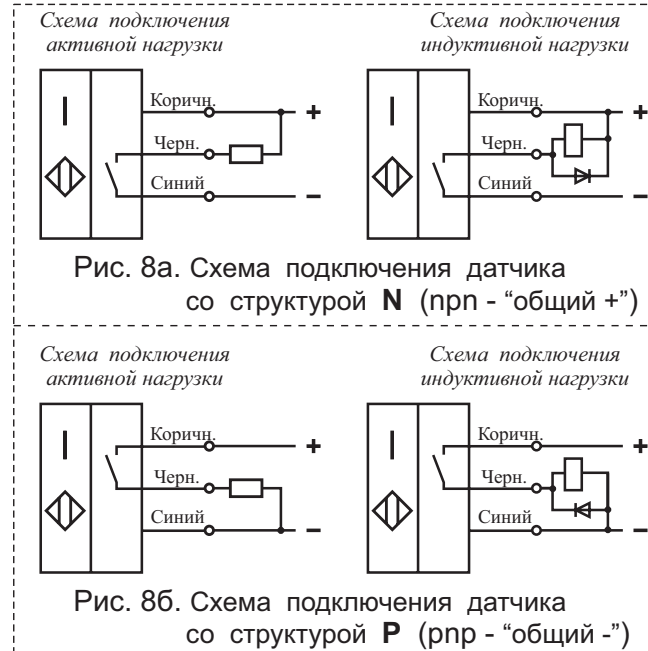 Схема подключения
активной нагрузки
Схема подключения
индуктивной нагрузки
Коричн.
+
Черн.
Синий
−
Коричн.
+
Черн.
Синий
−
Рис. 8а. Схема подключения датчика
со структурой N (npn - “общий +”)
Схема подключения
активной нагрузки
Схема подключения
индуктивной нагрузки
Коричн.
+
Черн.
Синий
−
Коричн.
+
Черн.
Синий
−
Рис. 8б. Схема подключения датчика
со структурой P (pnp - “общий -”)